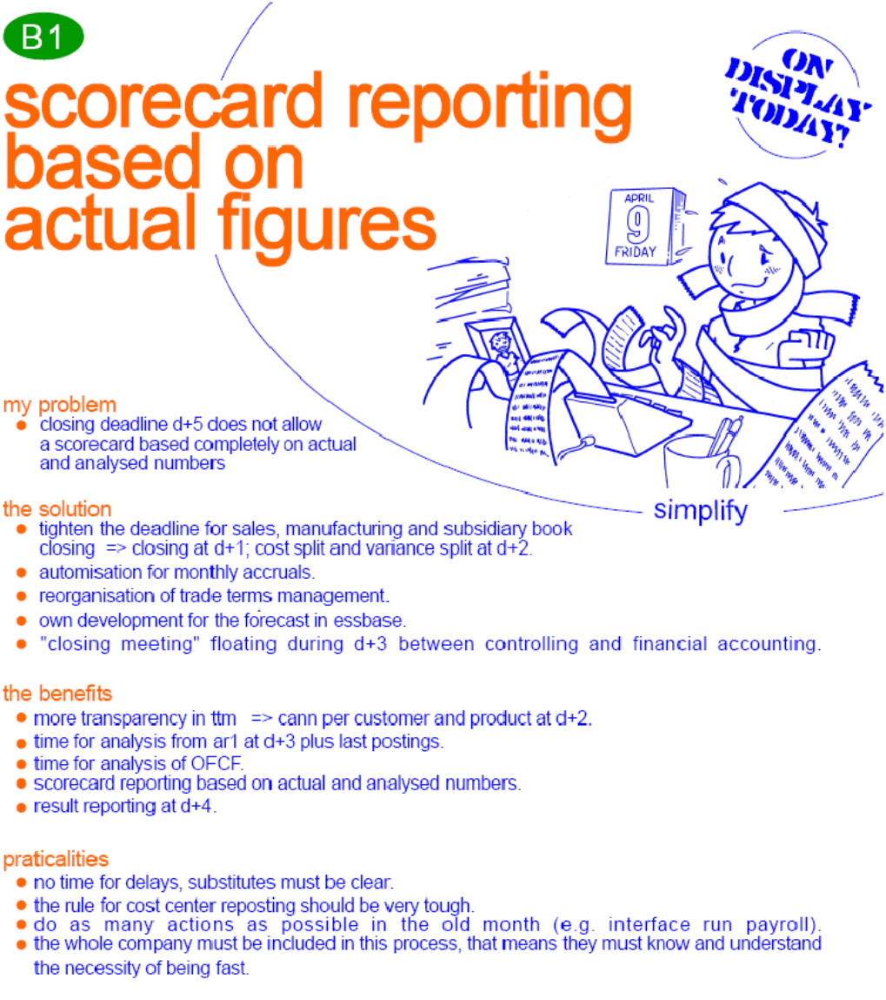 B1
scorecard reporting
based on
actual figures
ON
DISPLAY
TODAY!
APRIL
9
FRIDAY
my problem
• closing deadline d+5 does not allow
a scorecard based completely on actual
and analysed numbers
simplify
the solution
• tighten the deadline for sales, manufacturing and subsidiary book
closing => closing at d+1; cost split and variance split at d+2.
• automisation for monthly accruals.
• reorganisation of trade terms management.
• own development for the forecast in essbase.
• "closing meeting" floating during d+3 between controlling and financial accounting.
the benefits
• more transparency in ttm => cann per customer and product at d+2.
• time for analysis from ar1 at d+3 plus last postings.
• time for analysis of OFCF.
• scorecard reporting based on actual and analysed numbers.
• result reporting at d+4.
praticalities
• no time for delays, substitutes must be clear.
• the rule for cost center reposting should be very tough.
• do as many actions as possible in the old month (e.g. interface run payroll).
• the whole company must be included in this process, that means they must know and understand
the necessity of being fast.